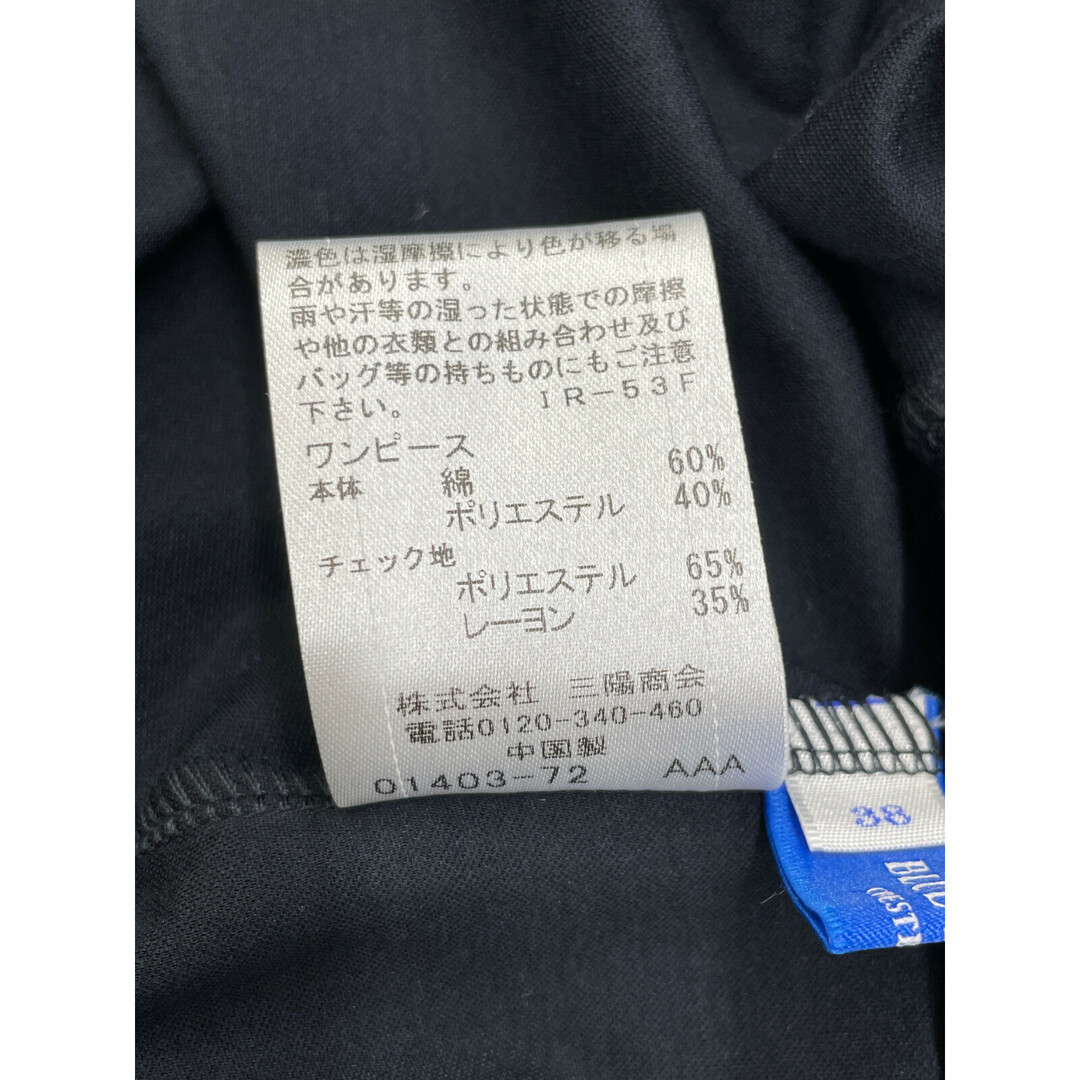 濃色は湿摩擦により色が移る場
合があります。
雨や汗等の湿った状態での摩擦
や他の衣類との組み合わせ及び
バッグ等の持ちものにもご注意
下さい。 IR-53F
ワンピース
本体 綿 60%
ポリエステル 40%
チェック地
ポリエステル 65%
レーヨン 35%
株式会社 三陽商会
電話0120-340-460
中国製
01403-72 AAA
38